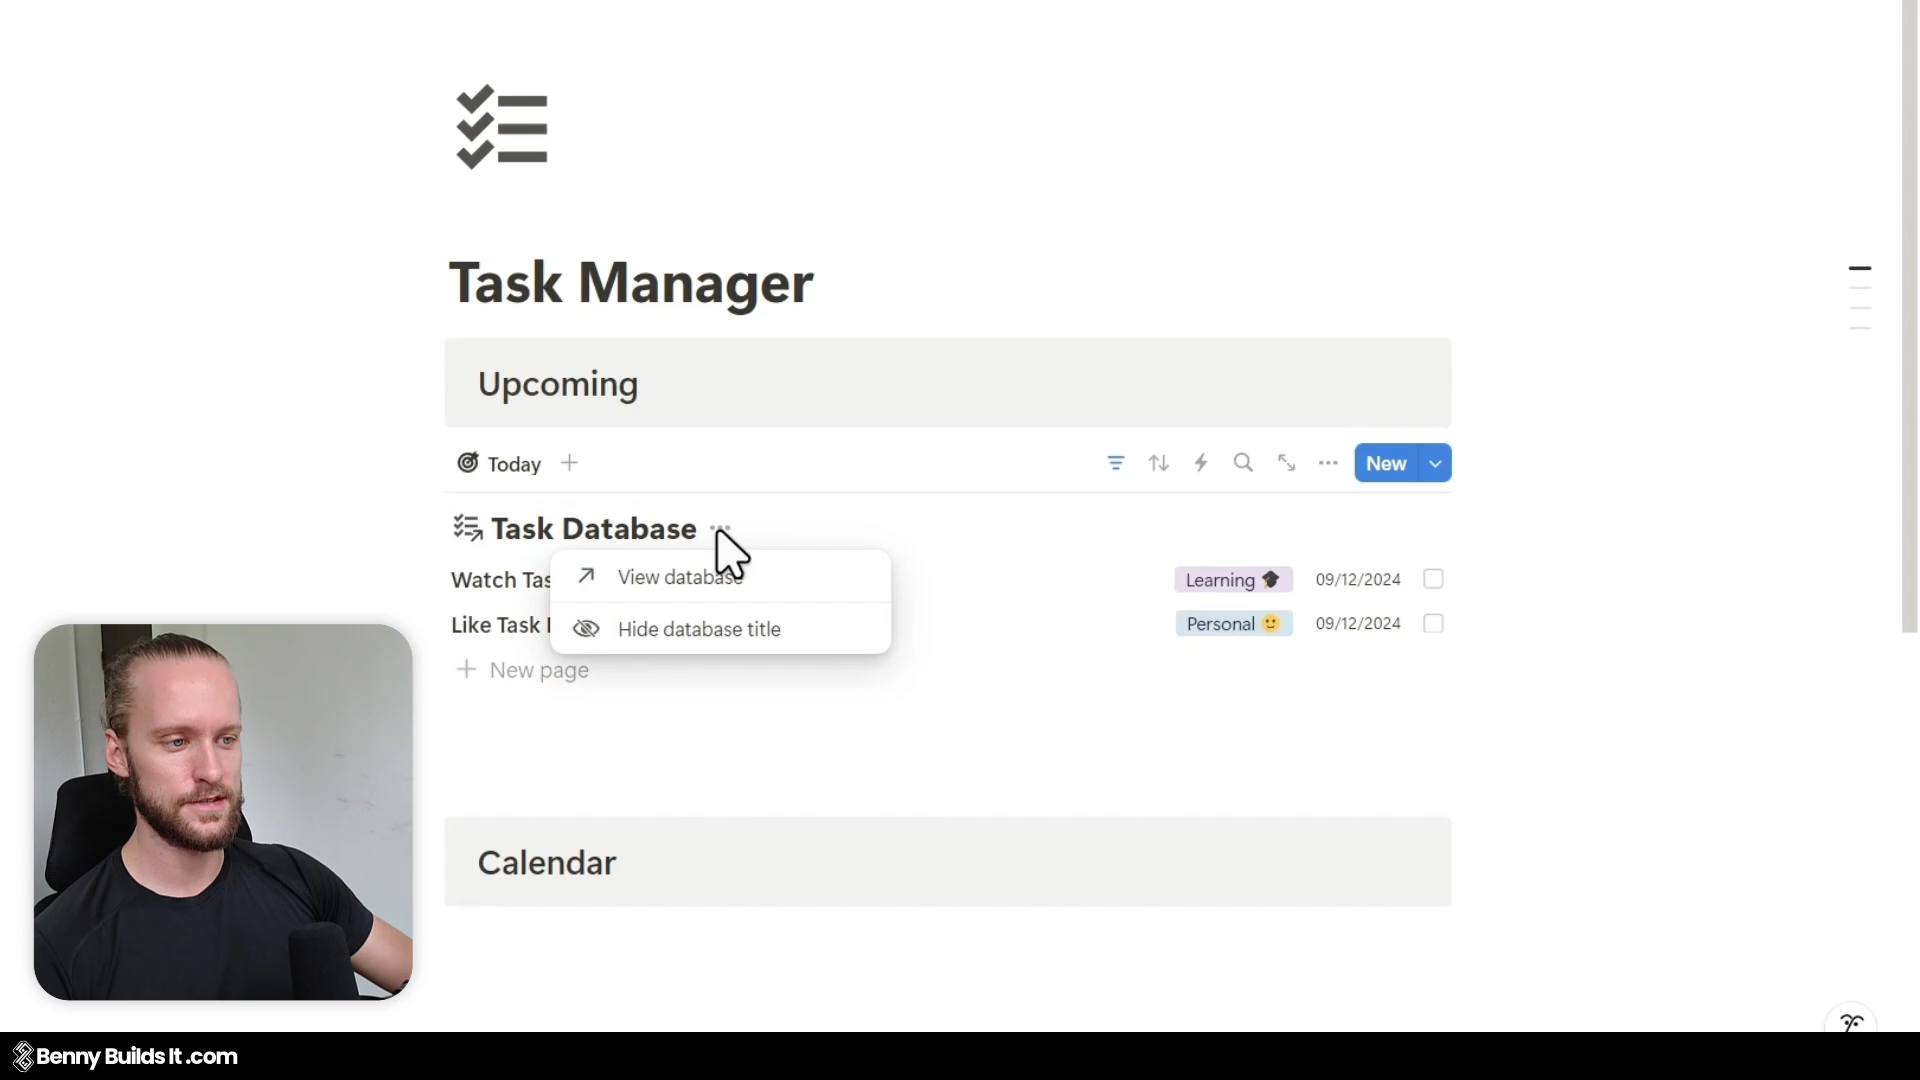 Task Manager
Upcoming
Today
New
Task Database
View database
Hide database title
Watch Tas
Learning 09/12/2024
Like Task
Personal 09/12/2024
New page
Calendar
Benny Builds It .com